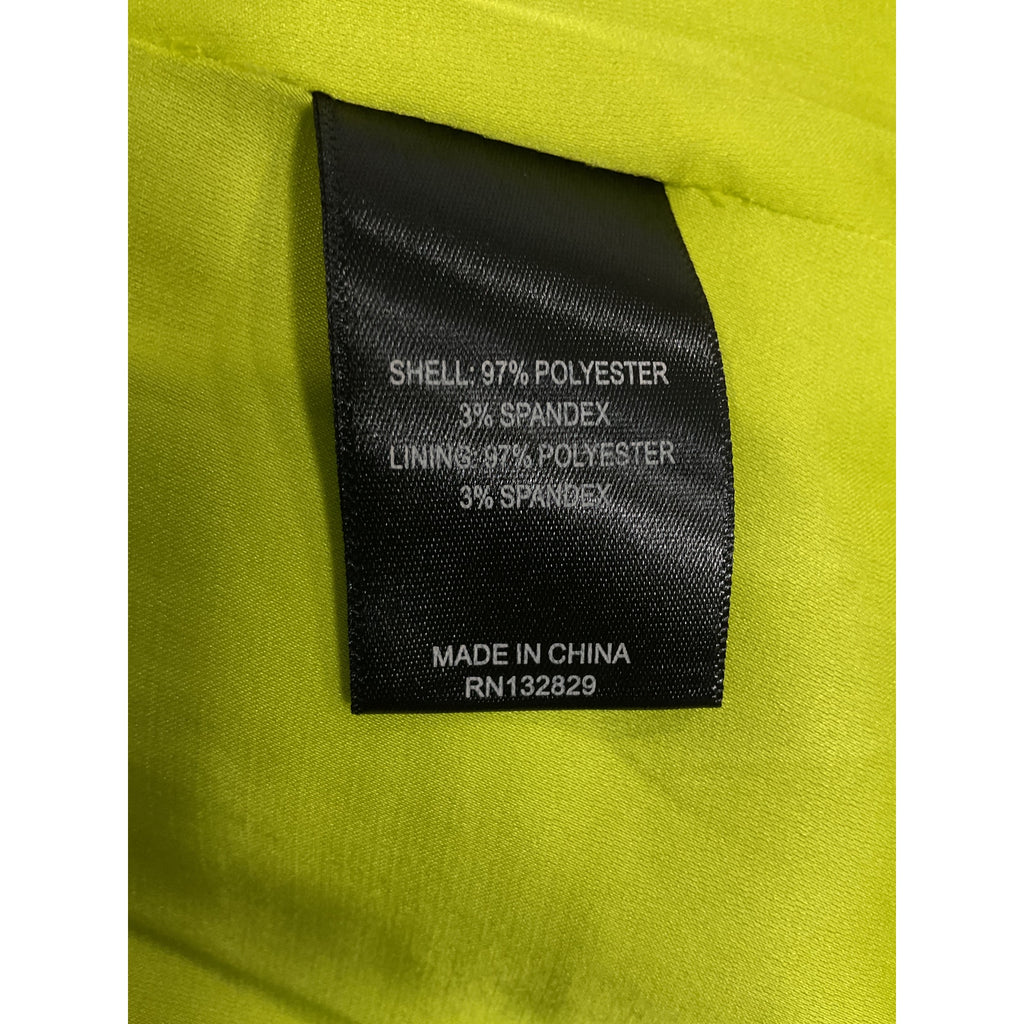 SHELL: 97% POLYESTER
3% SPANDEX
LINING: 97% POLYESTER
3% SPANDEX
MADE IN CHINA
RN132829